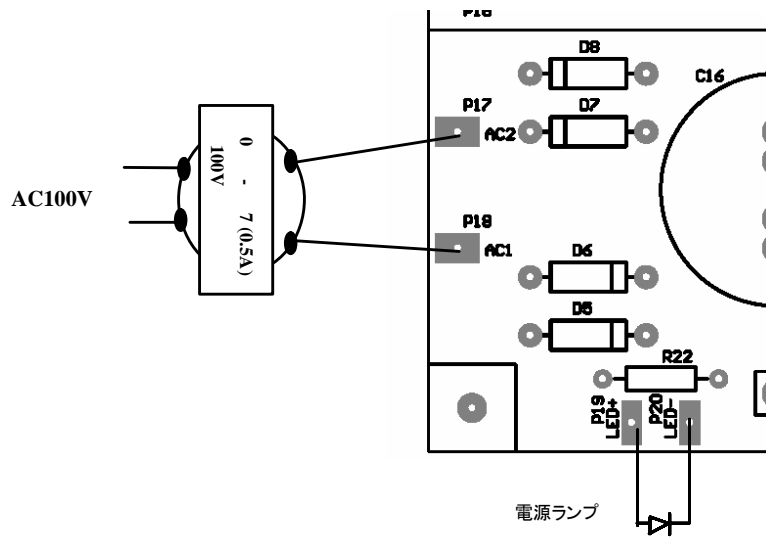 P16
D8
C16
P17
D7
AC2
0 - 7 (0.5A)
100V
AC100V
P18
AC1
D6
D5
R22
P19
LED+
P20
LED-
電源ランプ